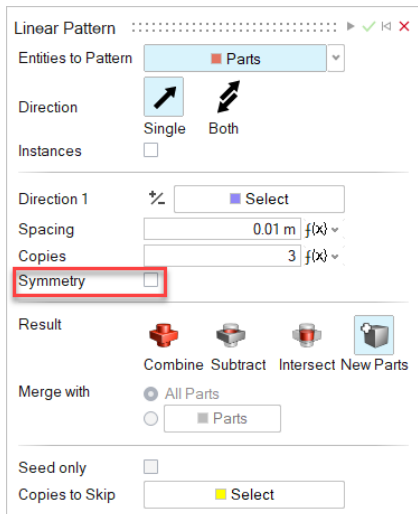 Linear Pattern
Entities to Pattern Parts
Direction
Single Both
Instances
Direction 1 +/- Select
Spacing 0.01 m f(x)
Copies 3 f(x)
Symmetry
Result
Combine Subtract Intersect New Parts
Merge with All Parts
Parts
Seed only
Copies to Skip Select